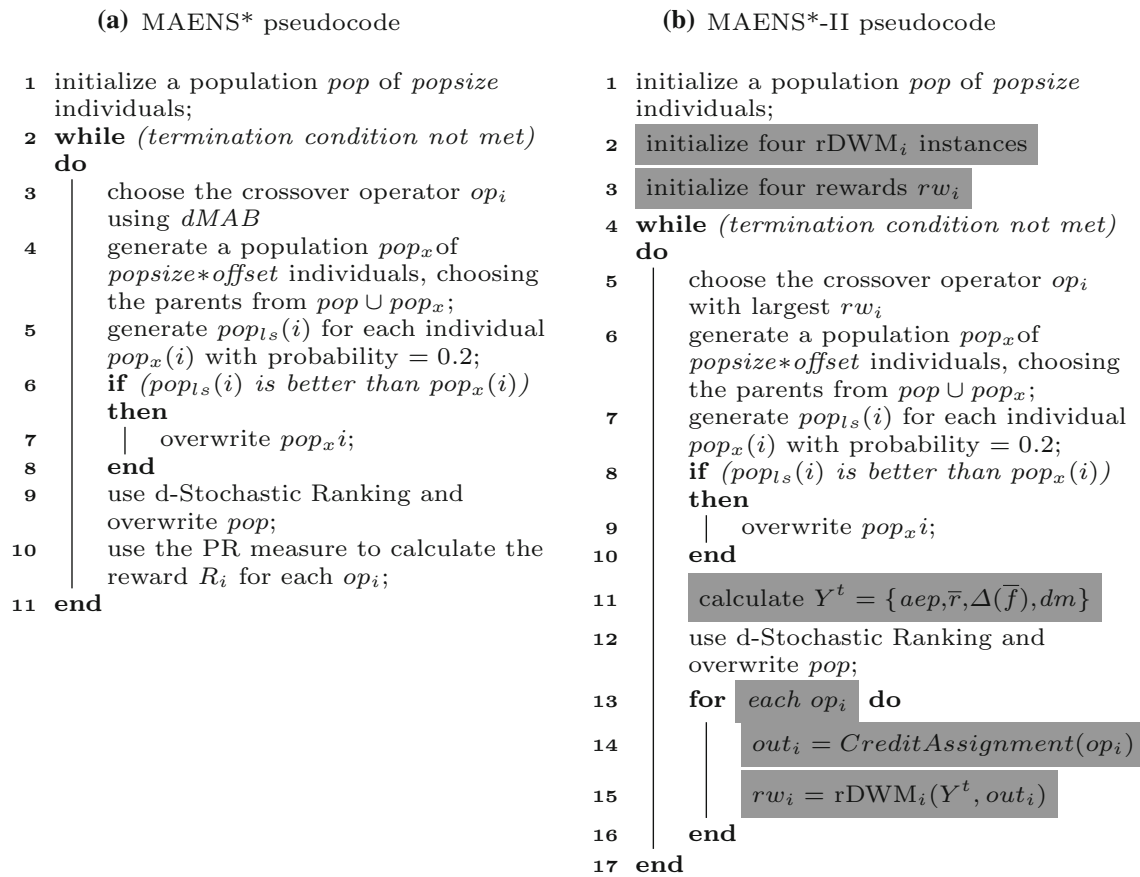 (a) MAENS* pseudocode
1 initialize a population pop of popsize
individuals;
2 while (termination condition not met)
do
3 choose the crossover operator op_i
using dMAB
4 generate a population pop_x of
popsize*offset individuals, choosing
the parents from pop ∪ pop_x;
5 generate pop_ls(i) for each individual
pop_x(i) with probability = 0.2;
6 if (pop_ls(i) is better than pop_x(i))
then
7 overwrite pop_x i;
8 end
9 use d-Stochastic Ranking and
overwrite pop;
10 use the PR measure to calculate the
reward R_i for each op_i;
11 end
(b) MAENS*-II pseudocode
1 initialize a population pop of popsize
individuals;
2 initialize four rDWM_i instances
3 initialize four rewards rw_i
4 while (termination condition not met)
do
5 choose the crossover operator op_i
with largest rw_i
6 generate a population pop_x of
popsize*offset individuals, choosing
the parents from pop ∪ pop_x;
7 generate pop_ls(i) for each individual
pop_x(i) with probability = 0.2;
8 if (pop_ls(i) is better than pop_x(i))
then
9 overwrite pop_x i;
10 end
11 calculate Y^t = {aep, r̅, Δ(f̅), dm}
12 use d-Stochastic Ranking and
overwrite pop;
13 for each op_i do
14 out_i = CreditAssignment(op_i)
15 rw_i = rDWM_i(Y^t, out_i)
16 end
17 end